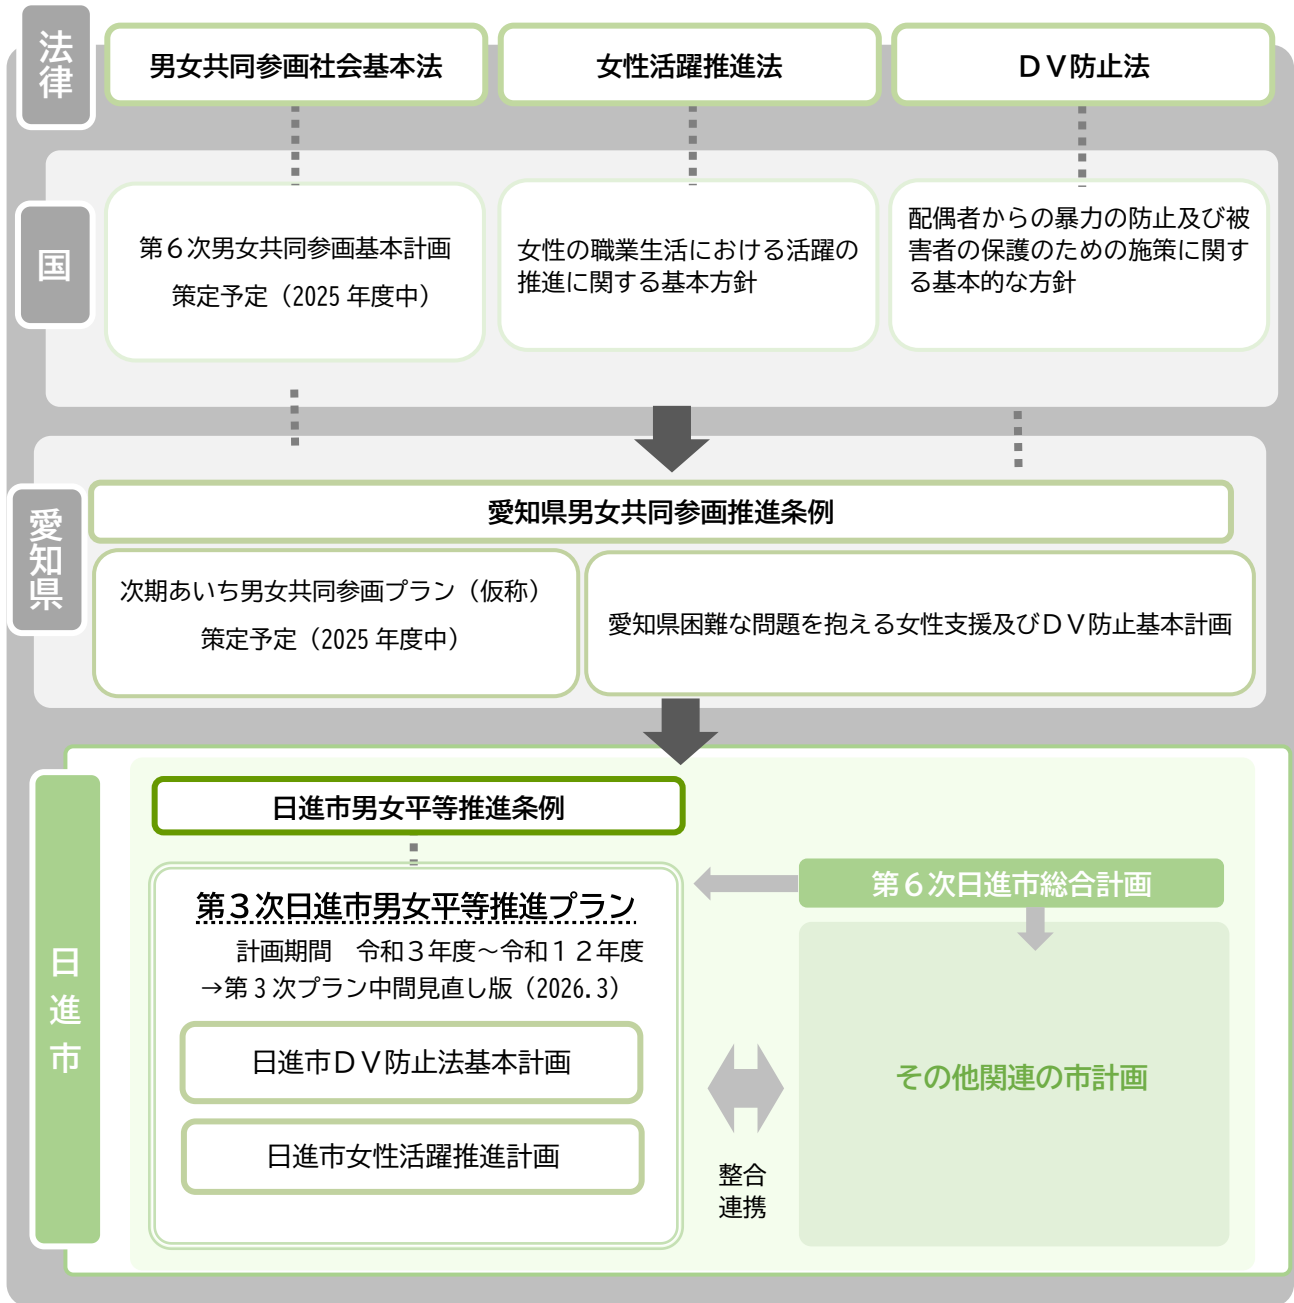 法律
男女共同参画社会基本法
女性活躍推進法
ＤＶ防止法
国
第６次男女共同参画基本計画
策定予定（2025 年度中）
女性の職業生活における活躍の
推進に関する基本方針
配偶者からの暴力の防止及び被
害者の保護のための施策に関す
る基本的な方針
愛知県
愛知県男女共同参画推進条例
次期あいち男女共同参画プラン（仮称）
策定予定（2025 年度中）
愛知県困難な問題を抱える女性支援及びＤＶ防止基本計画
日進市
日進市男女平等推進条例
第３次日進市男女平等推進プラン
計画期間　令和３年度～令和１２年度
→第３次プラン中間見直し版（2026.3）
日進市ＤＶ防止法基本計画
日進市女性活躍推進計画
整合
連携
第６次日進市総合計画
その他関連の市計画